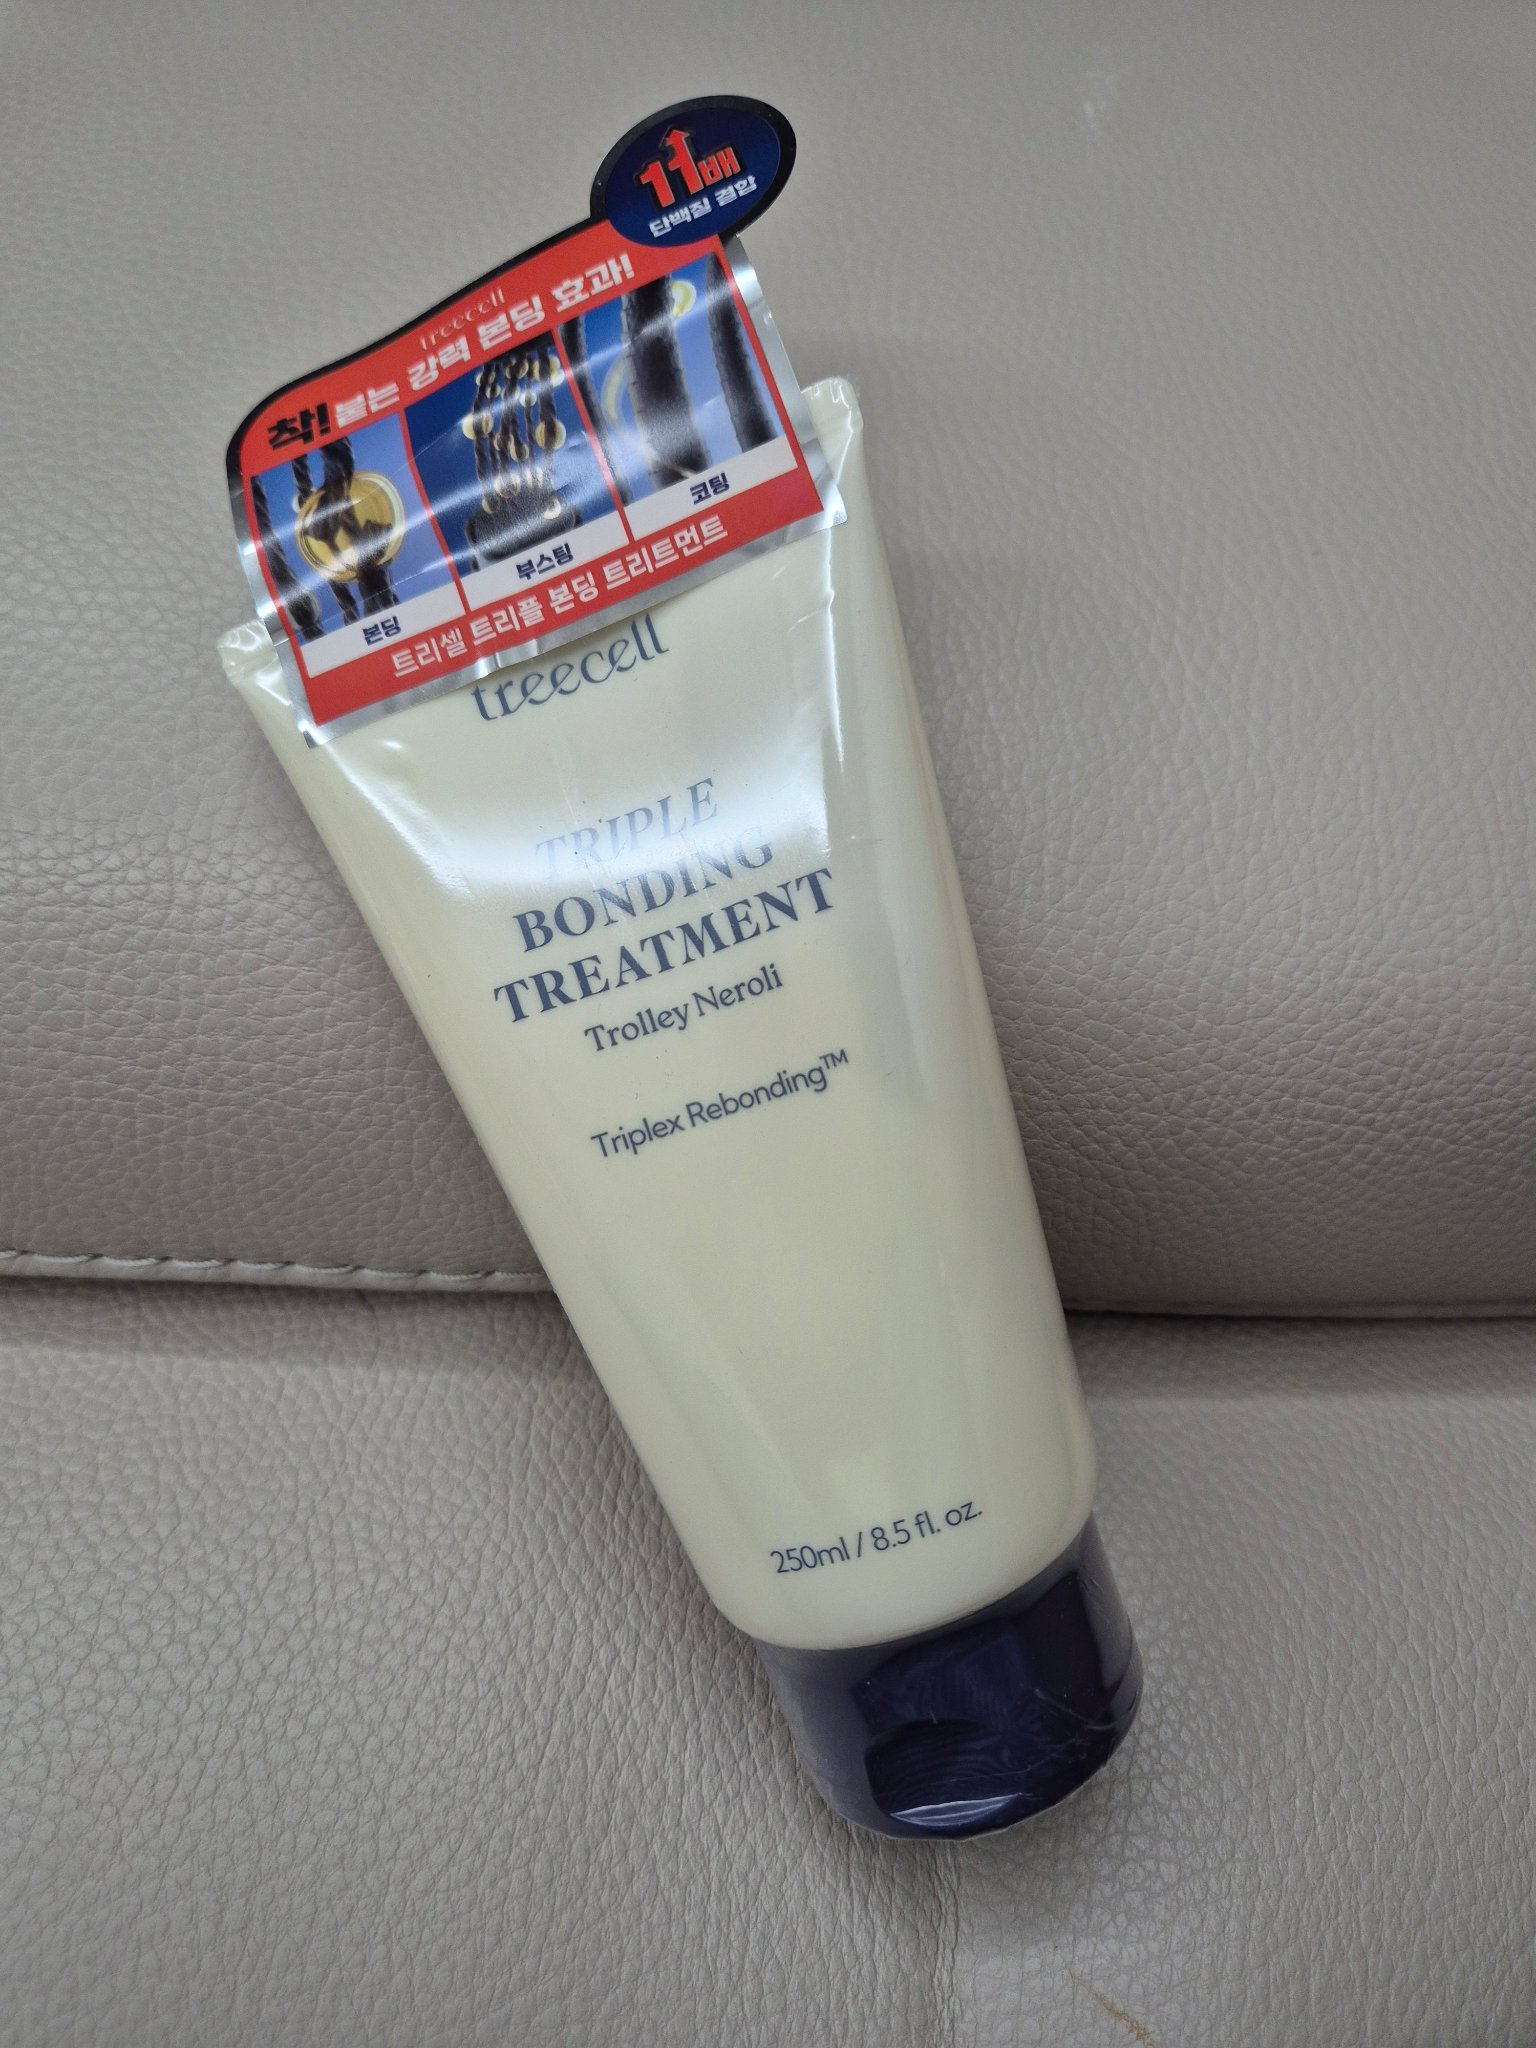 11배
단백질 결합
treecell
착! 붙는 강력 본딩 효과!
본딩
부스팅
코팅
트리셀 트리플 본딩 트리트먼트
treecell
TRIPLE
BONDING
TREATMENT
Trolley Neroli
Triplex Rebonding™
250ml / 8.5 fl. oz.